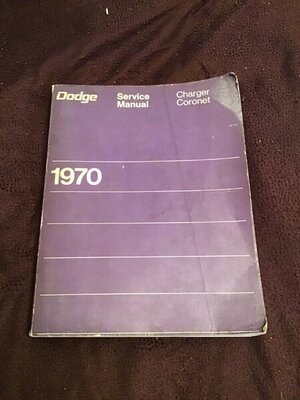 Dodge
Service
Manual
Charger
Coronet
1970